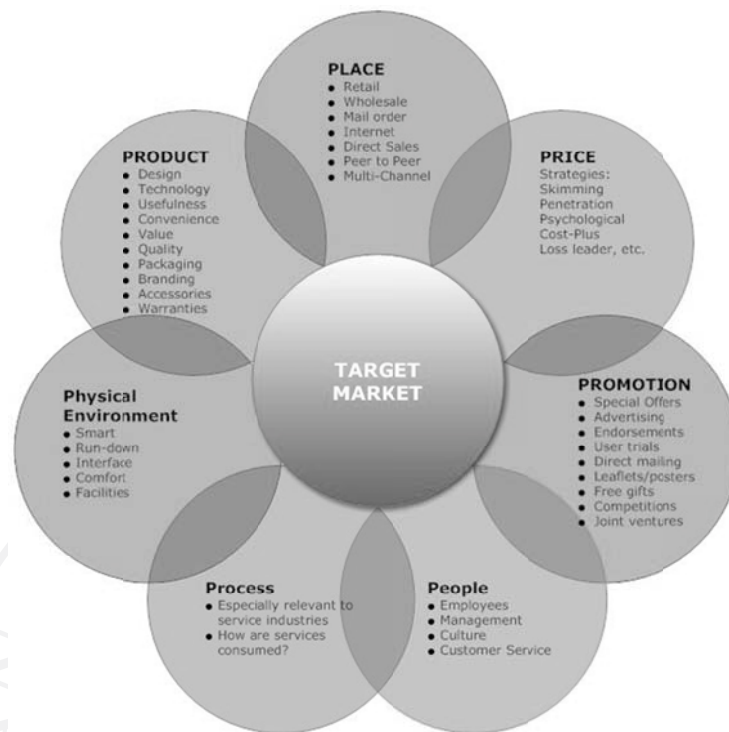 PLACE
● Retail
● Wholesale
● Mail order
● Internet
● Direct Sales
● Peer to Peer
● Multi-Channel
PRICE
Strategies:
Skimming
Penetration
Psychological
Cost-Plus
Loss leader, etc.
PRODUCT
● Design
● Technology
● Usefulness
● Convenience
● Value
● Quality
● Packaging
● Branding
● Accessories
● Warranties
TARGET
MARKET
PROMOTION
● Special Offers
● Advertising
● Endorsements
● User trials
● Direct mailing
● Leaflets/posters
● Free gifts
● Competitions
● Joint ventures
Physical
Environment
● Smart
● Run-down
● Interface
● Comfort
● Facilities
Process
● Especially relevant to
service industries
● How are services
consumed?
People
● Employees
● Management
● Culture
● Customer Service